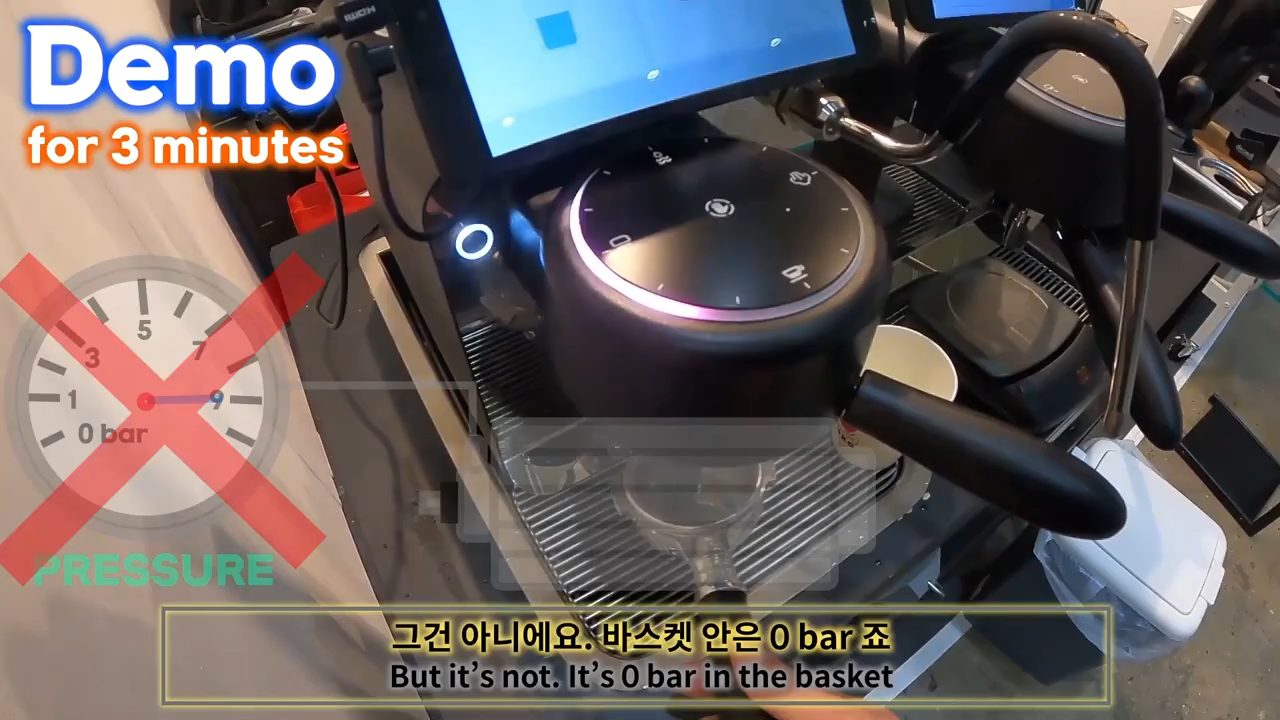 Demo
for 3 minutes
HDMI
5
3
7
1
9
0 bar
PRESSURE
그건 아니에요. 바스켓 안은 0 bar 죠
But it's not. It's 0 bar in the basket